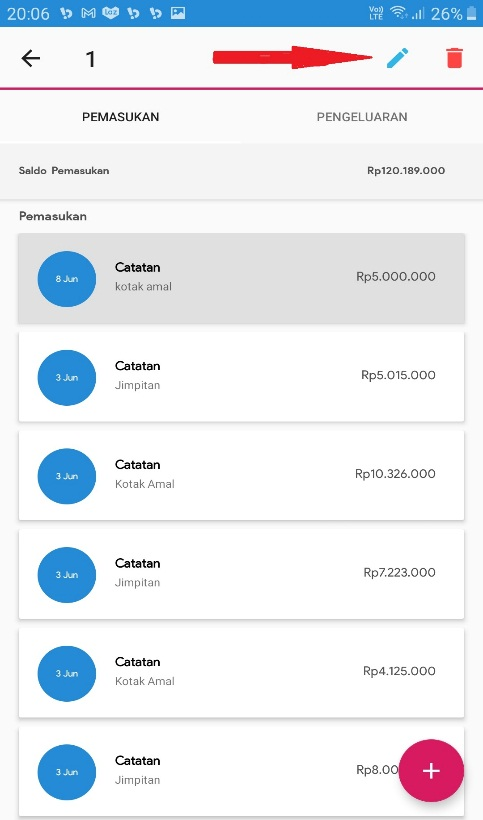 20:06
Vo))
LTE
26%
1
PEMASUKAN
PENGELUARAN
Saldo Pemasukan
Rp120.189.000
Pemasukan
8 Jun
Catatan
kotak amal
Rp5.000.000
3 Jun
Catatan
Jimpitan
Rp5.015.000
3 Jun
Catatan
Kotak Amal
Rp10.326.000
3 Jun
Catatan
Jimpitan
Rp7.223.000
3 Jun
Catatan
Kotak Amal
Rp4.125.000
3 Jun
Catatan
Jimpitan
Rp8.00
+